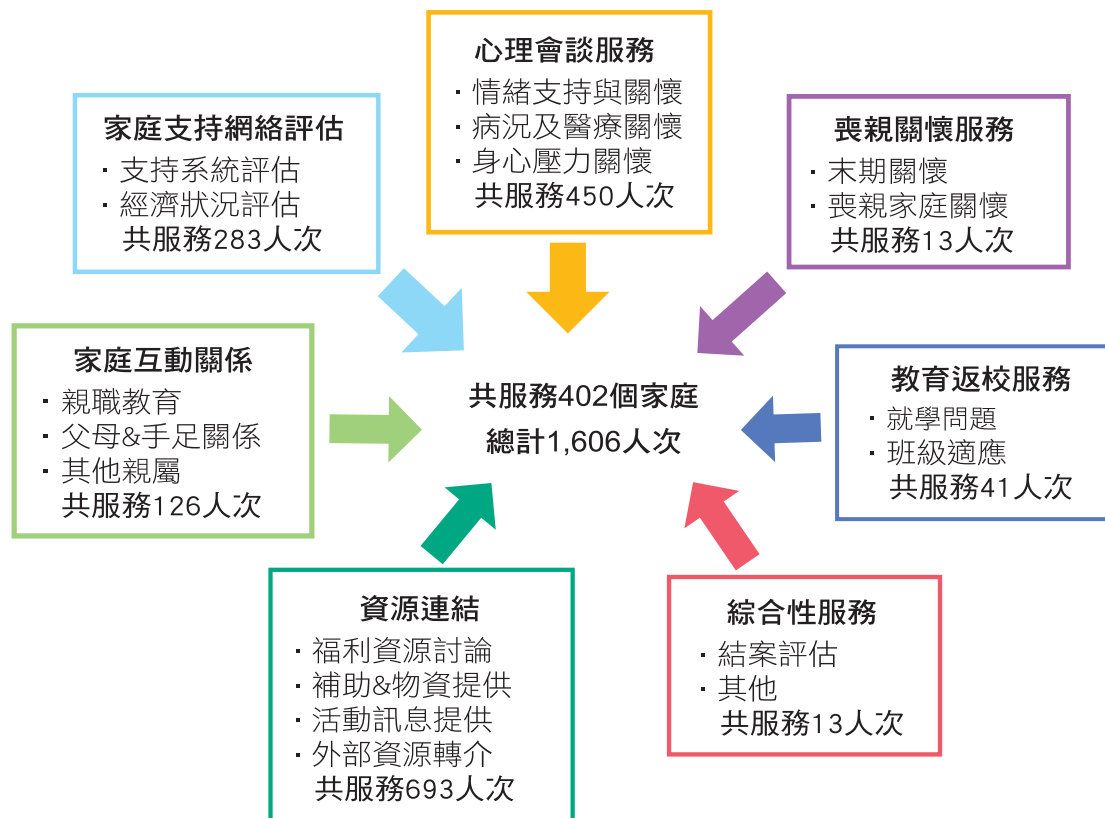 心理會談服務
· 情緒支持與關懷
· 病況及醫療關懷
· 身心壓力關懷
共服務450人次
家庭支持網絡評估
· 支持系統評估
· 經濟狀況評估
共服務283人次
喪親關懷服務
· 末期關懷
· 喪親家庭關懷
共服務13人次
家庭互動關係
· 親職教育
· 父母&手足關係
· 其他親屬
共服務126人次
共服務402個家庭
總計1,606人次
教育返校服務
· 就學問題
· 班級適應
共服務41人次
資源連結
· 福利資源討論
· 補助&物資提供
· 活動訊息提供
· 外部資源轉介
共服務693人次
綜合性服務
· 結案評估
· 其他
共服務13人次